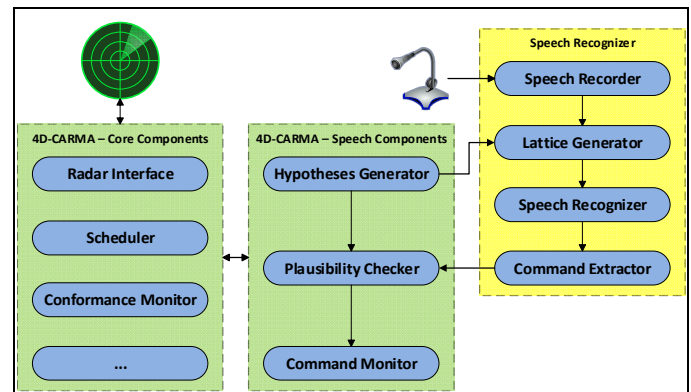 Speech Recognizer
Speech Recorder
4D-CARMA – Core Components
4D-CARMA – Speech Components
Lattice Generator
Radar Interface
Hypotheses Generator
Speech Recognizer
Scheduler
Plausibility Checker
Command Extractor
Conformance Monitor
...
Command Monitor